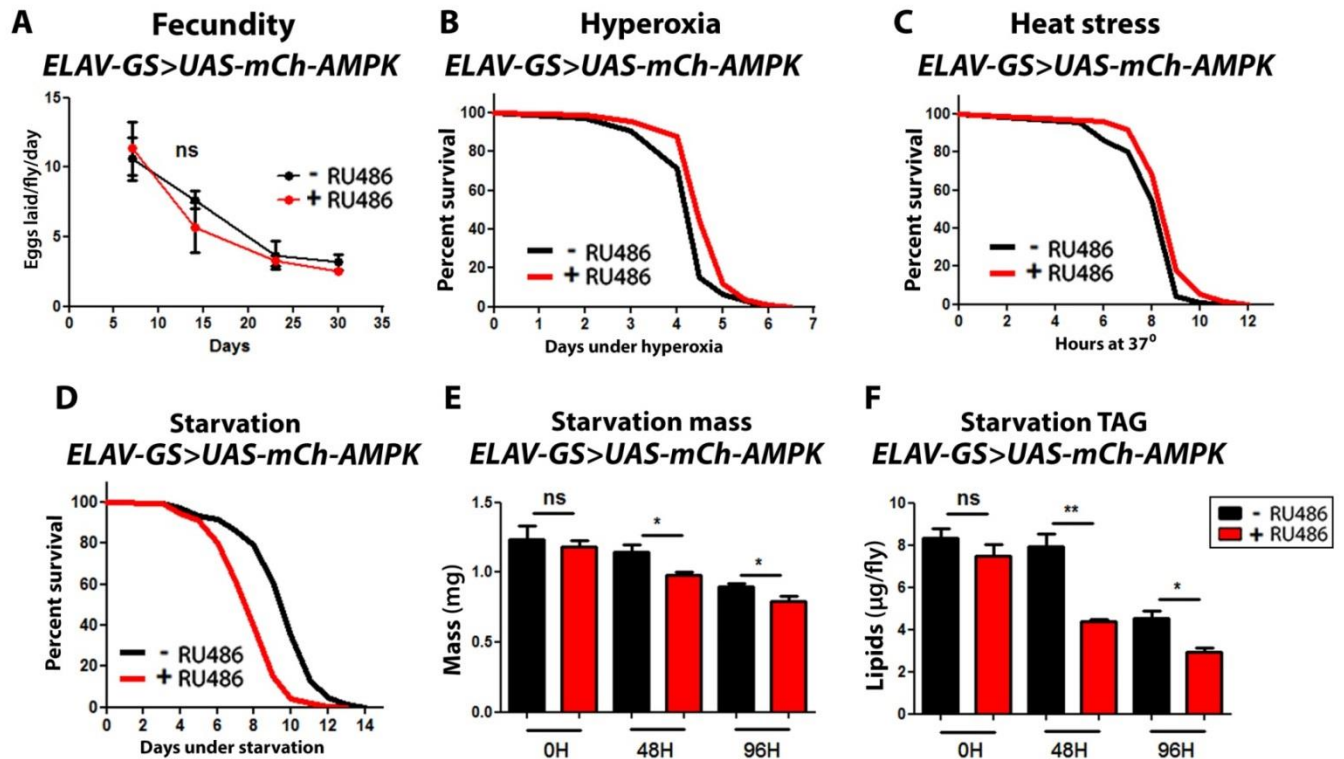 A Fecundity
ELAV-GS>UAS-mCh-AMPK
Eggs laid/fly/day
15
10
5
0
ns
- RU486
+ RU486
0 5 10 15 20 25 30 35
Days
B Hyperoxia
ELAV-GS>UAS-mCh-AMPK
Percent survival
100
80
60
40
20
0
- RU486
+ RU486
0 1 2 3 4 5 6 7
Days under hyperoxia
C Heat stress
ELAV-GS>UAS-mCh-AMPK
Percent survival
100
80
60
40
20
0
- RU486
+ RU486
0 2 4 6 8 10 12
Hours at 37⁰
D Starvation
ELAV-GS>UAS-mCh-AMPK
Percent survival
100
80
60
40
20
0
- RU486
+ RU486
0 2 4 6 8 10 12 14
Days under starvation
E Starvation mass
ELAV-GS>UAS-mCh-AMPK
Mass (mg)
1.5
1.0
0.5
0.0
ns * *
0H 48H 96H
F Starvation TAG
ELAV-GS>UAS-mCh-AMPK
Lipids (µg/fly)
10
8
6
4
2
0
ns ** *
0H 48H 96H
- RU486
+ RU486